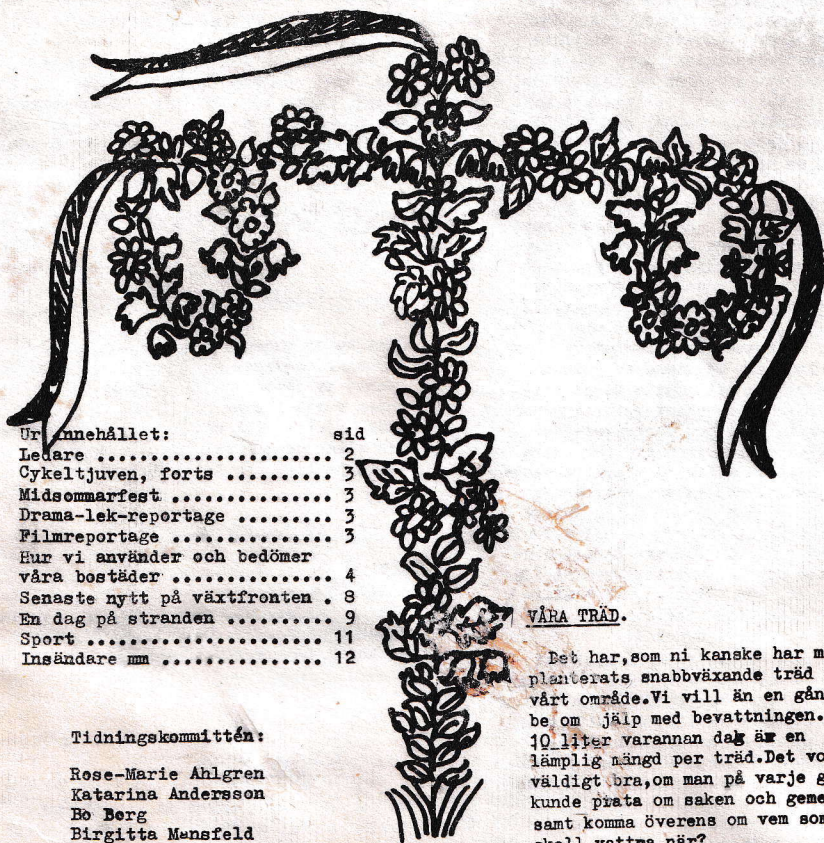 Ur innehållet: sid
Ledare .................... 2
Cykeltjuven, forts ......... 3
Midsommarfest .............. 3
Drama-lek-reportage ........ 3
Filmreportage .............. 3
Hur vi använder och bedömer
våra bostäder .............. 4
Senaste nytt på växtfronten . 8
En dag på stranden ......... 9
Sport ..................... 11
Insändare mm .............. 12
Tidningskommittén:
Rose-Marie Ahlgren
Katarina Andersson
Bo Borg
Birgitta Mansfeld
VÅRA TRÄD.
Det har,som ni kanske har
planterats snabbväxande träd
vårt område.Vi vill än en
be om jälp med bevattningen.
10 liter varannan dag är en
lämplig mängd per träd.Det
väldigt bra,om man på varje
kunde prata om saken och
samt komma överens om vem
skall vattna när?